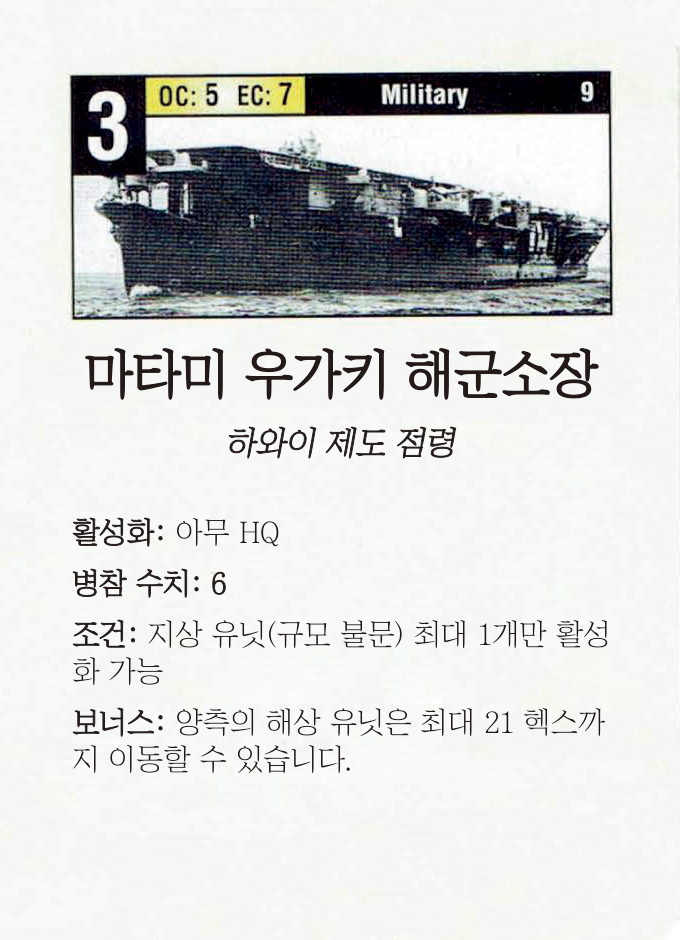 3
OC: 5 EC: 7 Military 9
마타미 우가키 해군소장
하와이 제도 점령
활성화: 아무 HQ
병참 수치: 6
조건: 지상 유닛(규모 불문) 최대 1개만 활성
화 가능
보너스: 양측의 해상 유닛은 최대 21 헥스까
지 이동할 수 있습니다.